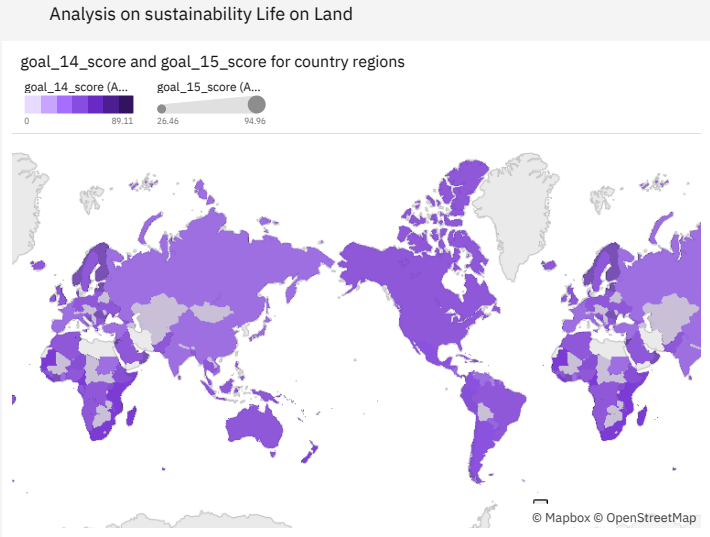 Analysis on sustainability Life on Land
goal_14_score and goal_15_score for country regions
goal_14_score (A... goal_15_score (A...
0 89.11 26.46 94.96
© Mapbox © OpenStreetMap